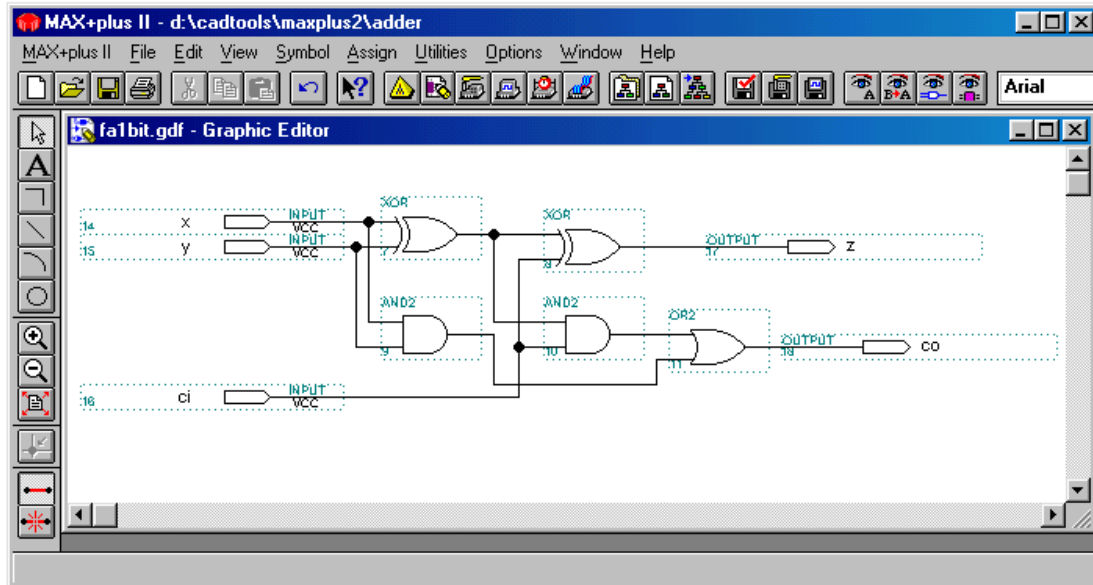 MAX+plus II - d:\cadtools\maxplus2\adder
MAX+plus II File Edit View Symbol Assign Utilities Options Window Help
Arial
fa1bit.gdf - Graphic Editor
A
XOR
XOR
14 x INPUT VCC
15 y INPUT VCC
7
8
OUTPUT 17 z
AND2
AND2
OR2
9
10
11
OUTPUT 18 co
16 ci INPUT VCC